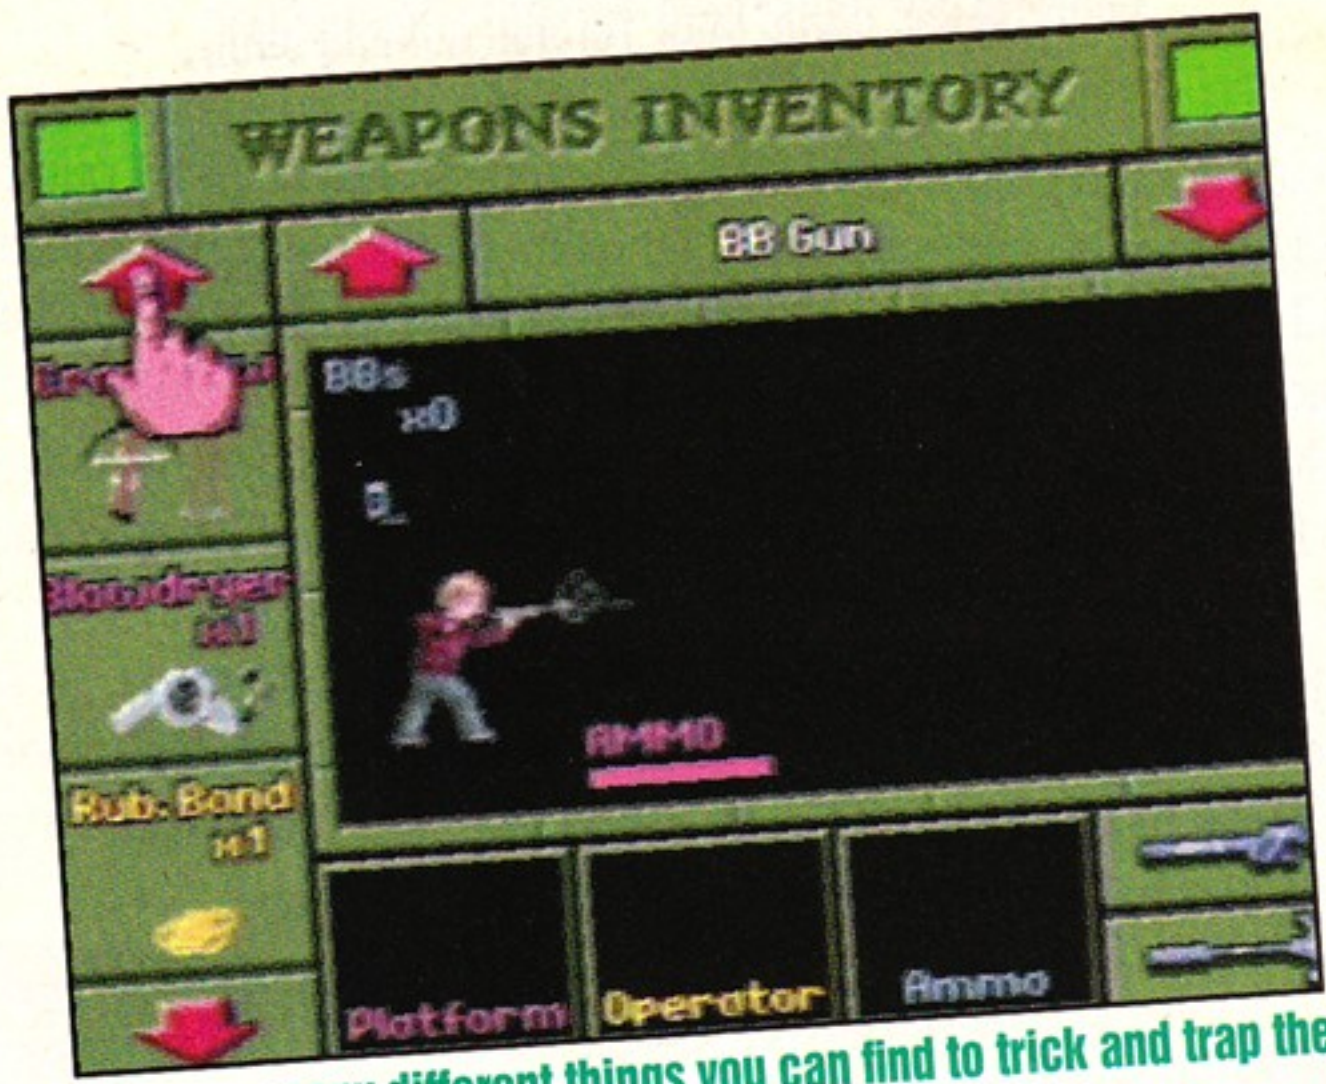 WEAPONS INVENTORY
BB Gun
BBs
x0
Blowdryer
x1
AMMO
Rub. Band
x1
Platform
Operator
Ammo
different things you can find to trick and trap the